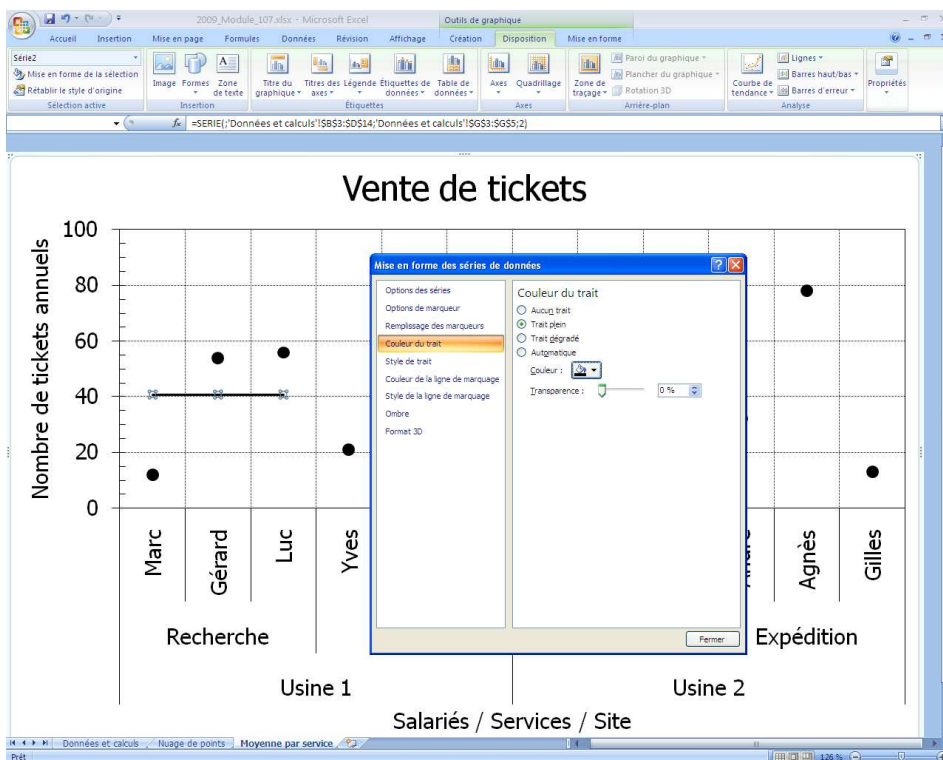 2009_Module_107.xlsx - Microsoft Excel
Outils de graphique
Accueil Insertion Mise en page Formules Données Révision Affichage Création Disposition Mise en forme
Série2
Mise en forme de la sélection
Rétablir le style d'origine
Sélection active
Image
Formes
Zone de texte
Insertion
Titre du graphique
Titres des axes
Légende
Étiquettes de données
Table de données
Étiquettes
Axes
Quadrillage
Axes
Zone de traçage
Paroi du graphique
Plancher du graphique
Rotation 3D
Arrière-plan
Courbe de tendance
Lignes
Barres haut/bas
Barres d'erreur
Analyse
Propriétés
fx =SERIE(;'Données et calculs'!$B$3:$D$14;'Données et calculs'!$G$3:$G$5;2)
Vente de tickets
Nombre de tickets annuels
100
80
60
40
20
0
Mise en forme des séries de données
Options des séries
Options de marqueur
Remplissage des marqueurs
Couleur du trait
Style de trait
Couleur de la ligne de marquage
Style de la ligne de marquage
Ombre
Format 3D
Couleur du trait
Aucun trait
Trait plein
Trait dégradé
Automatique
Couleur :
Transparence : 0 %
Fermer
Marc
Gérard
Luc
Yves
Agnès
Gilles
Recherche
Expédition
Usine 1
Usine 2
Salariés / Services / Site
Données et calculs Nuage de points Moyenne par service
Prêt
126 %